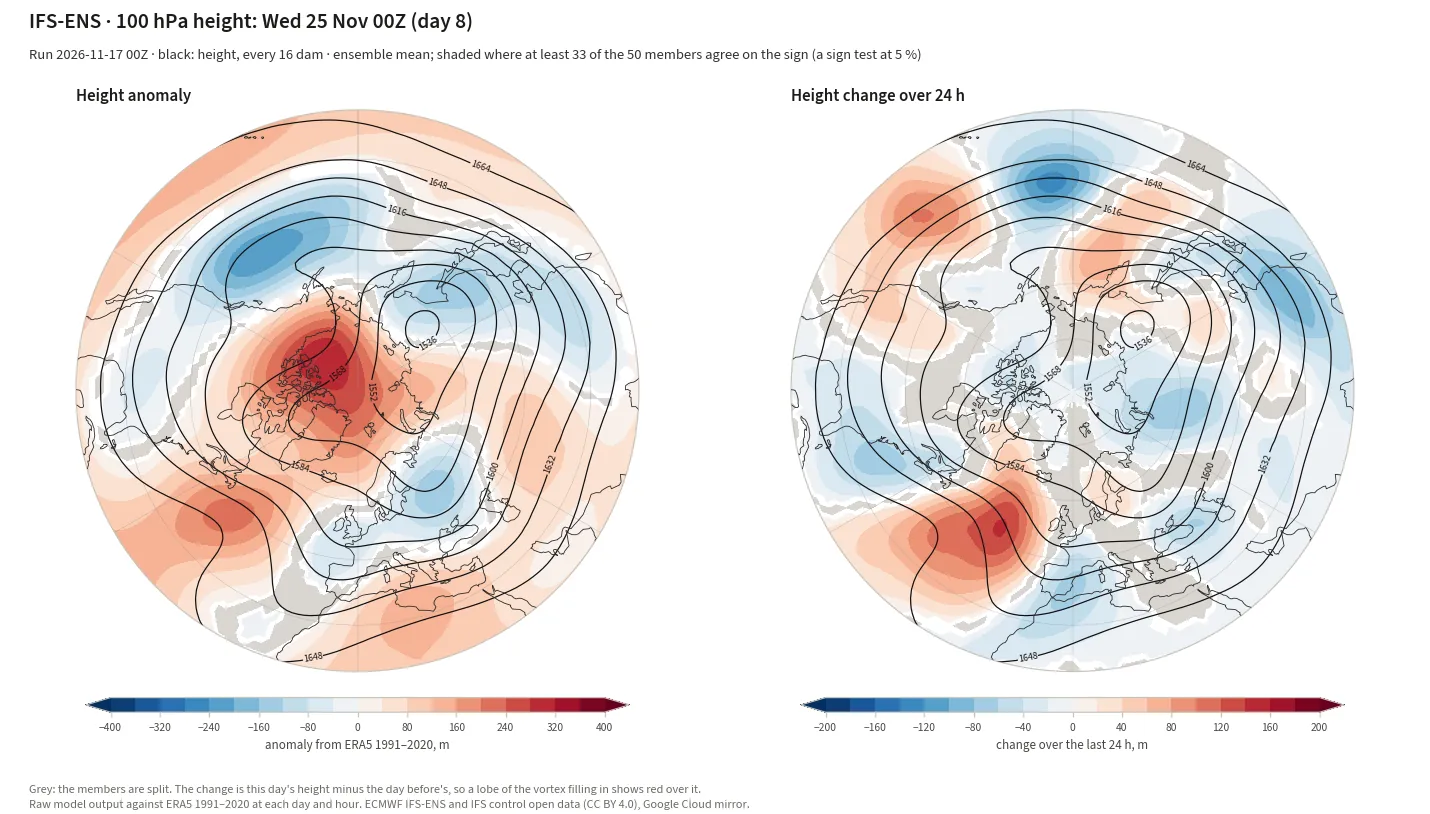 IFS-ENS · 100 hPa height: Wed 25 Nov 00Z (day 8)
Run 2026-11-17 00Z · black: height, every 16 dam · ensemble mean; shaded where at least 33 of the 50 members agree on the sign (a sign test at 5 %)
Height anomaly
1664
1648
1616
1536
1568
1552
1584
1600
1632
1648
−400 −320 −240 −160 −80 0 80 160 240 320 400
anomaly from ERA5 1991–2020, m
Height change over 24 h
1664
1648
1616
1536
1568
1552
1584
1600
1632
1648
−200 −160 −120 −80 −40 0 40 80 120 160 200
change over the last 24 h, m
Grey: the members are split. The change is this day's height minus the day before's, so a lobe of the vortex filling in shows red over it.
Raw model output against ERA5 1991–2020 at each day and hour. ECMWF IFS-ENS and IFS control open data (CC BY 4.0), Google Cloud mirror.